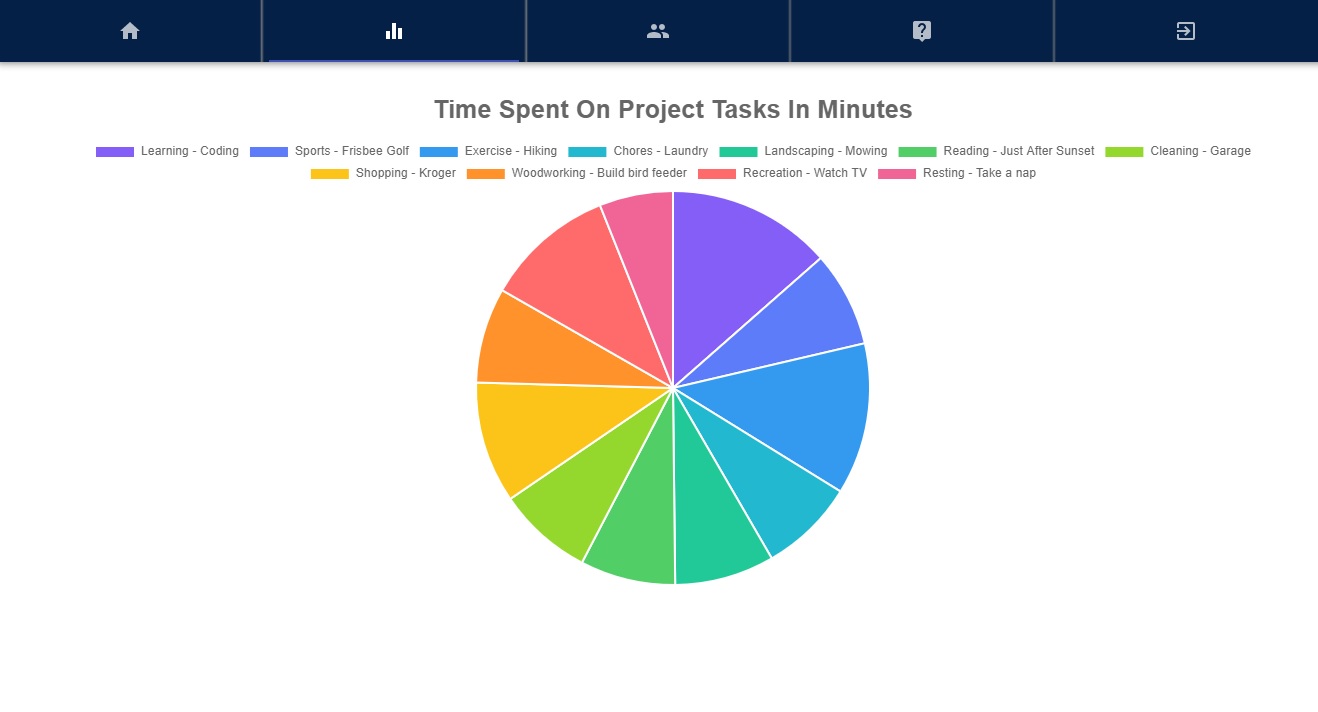 Time Spent On Project Tasks In Minutes
Learning - Coding Sports - Frisbee Golf Exercise - Hiking Chores - Laundry Landscaping - Mowing Reading - Just After Sunset Cleaning - Garage
Shopping - Kroger Woodworking - Build bird feeder Recreation - Watch TV Resting - Take a nap